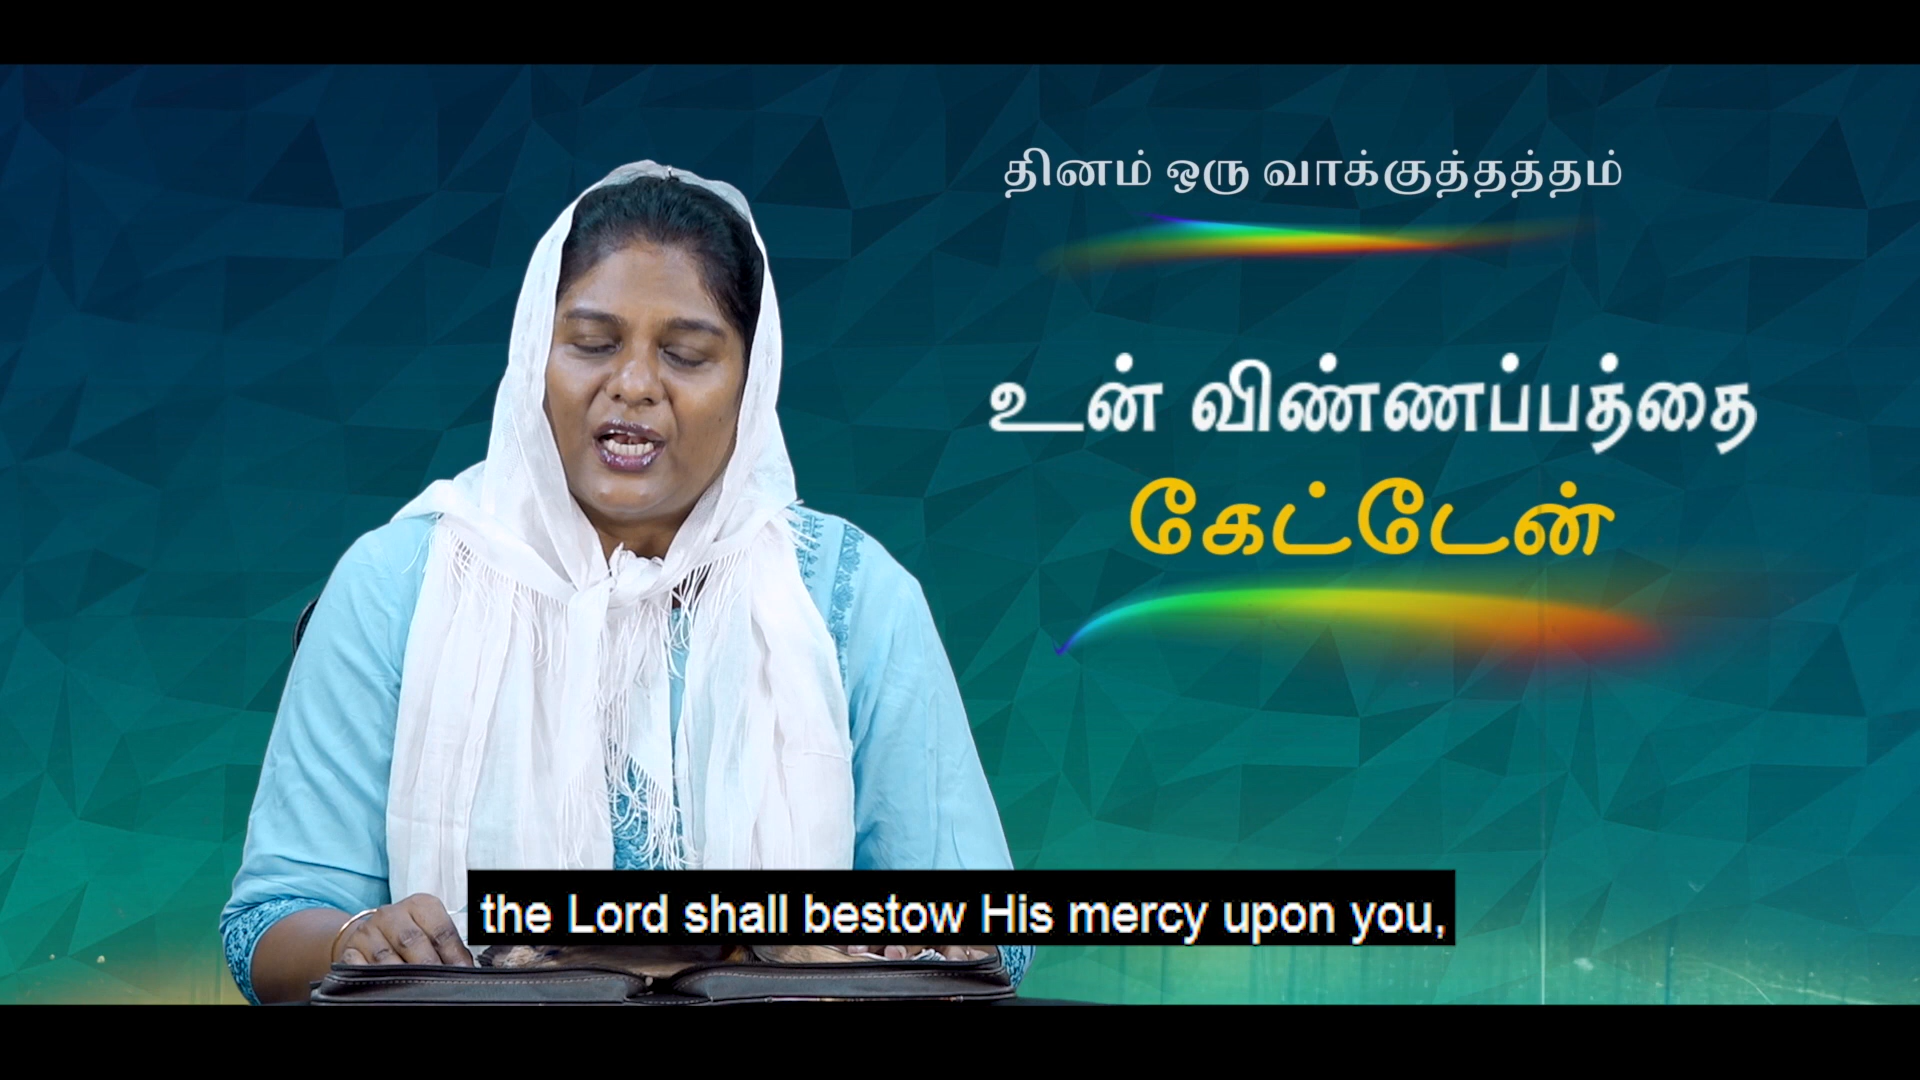 தினம் ஒரு வாக்குத்தத்தம்
உன் விண்ணப்பத்தை
கேட்டேன்
the Lord shall bestow His mercy upon you,